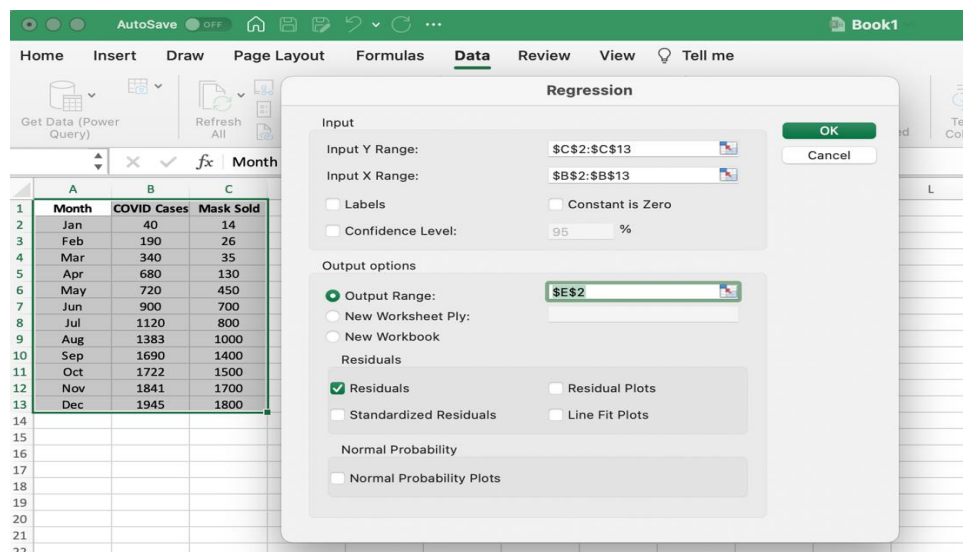 AutoSave OFF Book1
Home Insert Draw Page Layout Formulas Data Review View Tell me
Get Data (Power
Query)
Refresh
All
fx Month
Regression
Input
Input Y Range: $C$2:$C$13
Input X Range: $B$2:$B$13
Labels Constant is Zero
Confidence Level: 95 %
OK
Cancel
Output options
Output Range: $E$2
New Worksheet Ply:
New Workbook
Residuals
Residuals Residual Plots
Standardized Residuals Line Fit Plots
Normal Probability
Normal Probability Plots
A B C L
1 Month COVID Cases Mask Sold
2 Jan 40 14
3 Feb 190 26
4 Mar 340 35
5 Apr 680 130
6 May 720 450
7 Jun 900 700
8 Jul 1120 800
9 Aug 1383 1000
10 Sep 1690 1400
11 Oct 1722 1500
12 Nov 1841 1700
13 Dec 1945 1800
14
15
16
17
18
19
20
21
22